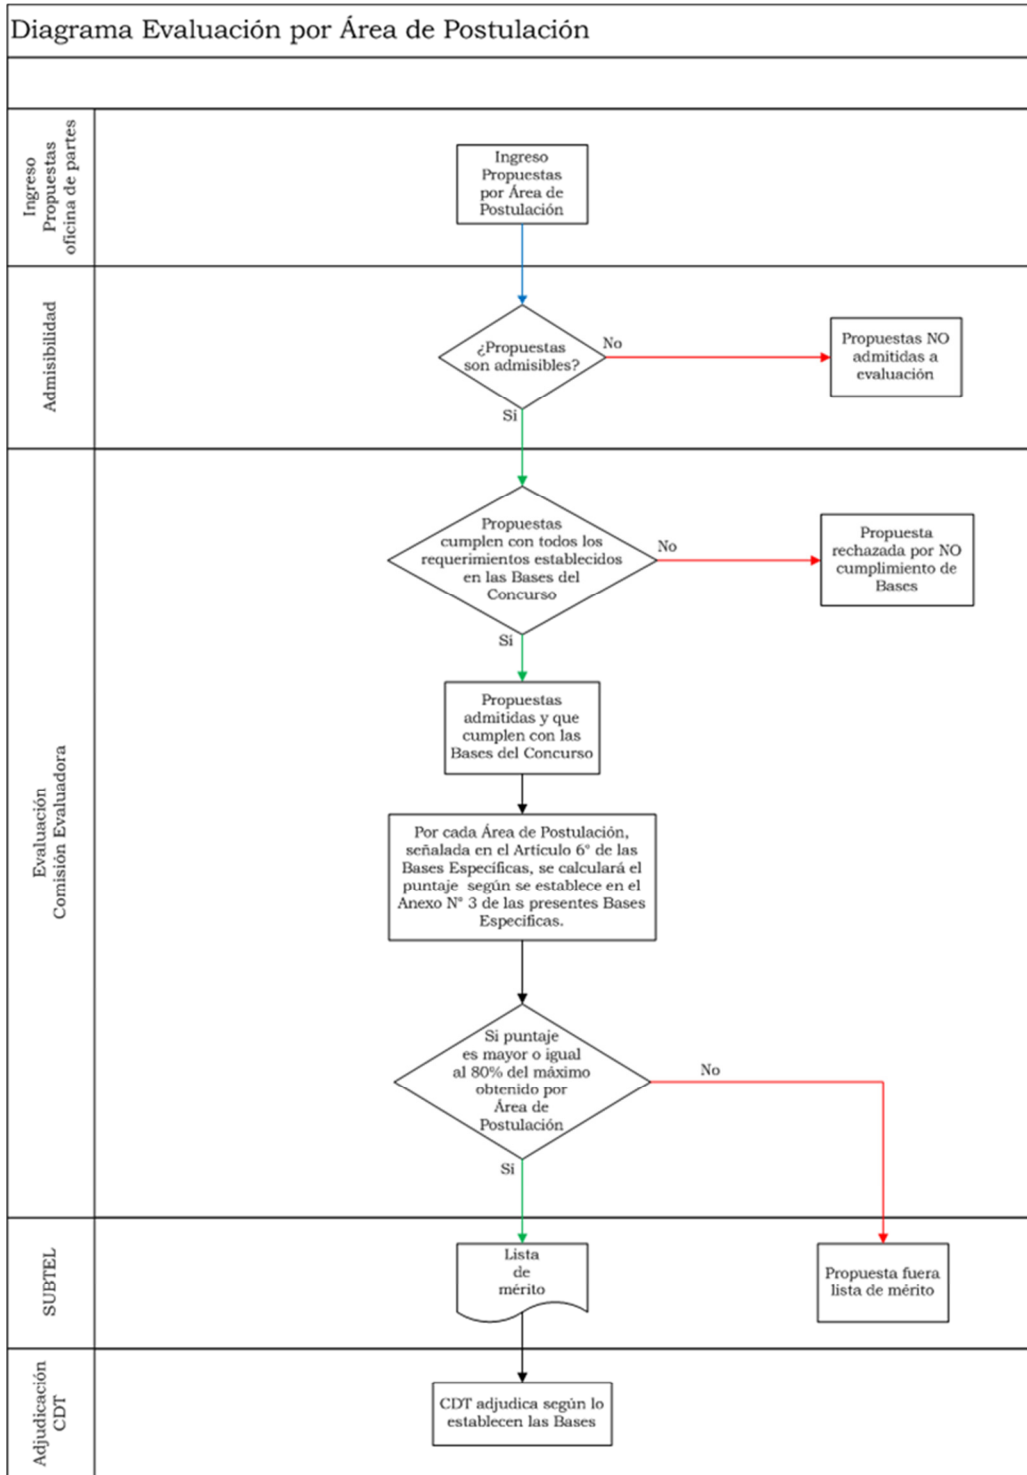 Diagrama Evaluación por Área de Postulación
Ingreso
Propuestas
oficina de partes
Ingreso
Propuestas
por Área de
Postulación
Admisibilidad
¿Propuestas
son admisibles?
No
Propuestas NO
admitidas a
evaluación
Sí
Evaluación
Comisión Evaluadora
Propuestas
cumplen con todos los
requerimientos establecidos
en las Bases del
Concurso
No
Propuesta
rechazada por NO
cumplimiento de
Bases
Sí
Propuestas
admitidas y que
cumplen con las
Bases del Concurso
Por cada Área de Postulación,
señalada en el Artículo 6° de las
Bases Específicas, se calculará el
puntaje según se establece en el
Anexo N° 3 de las presentes Bases
Específicas.
Si puntaje
es mayor o igual
al 80% del máximo
obtenido por
Área de
Postulación
No
Sí
SUBTEL
Lista
de
mérito
Propuesta fuera
lista de mérito
Adjudicación
CDT
CDT adjudica según lo
establecen las Bases